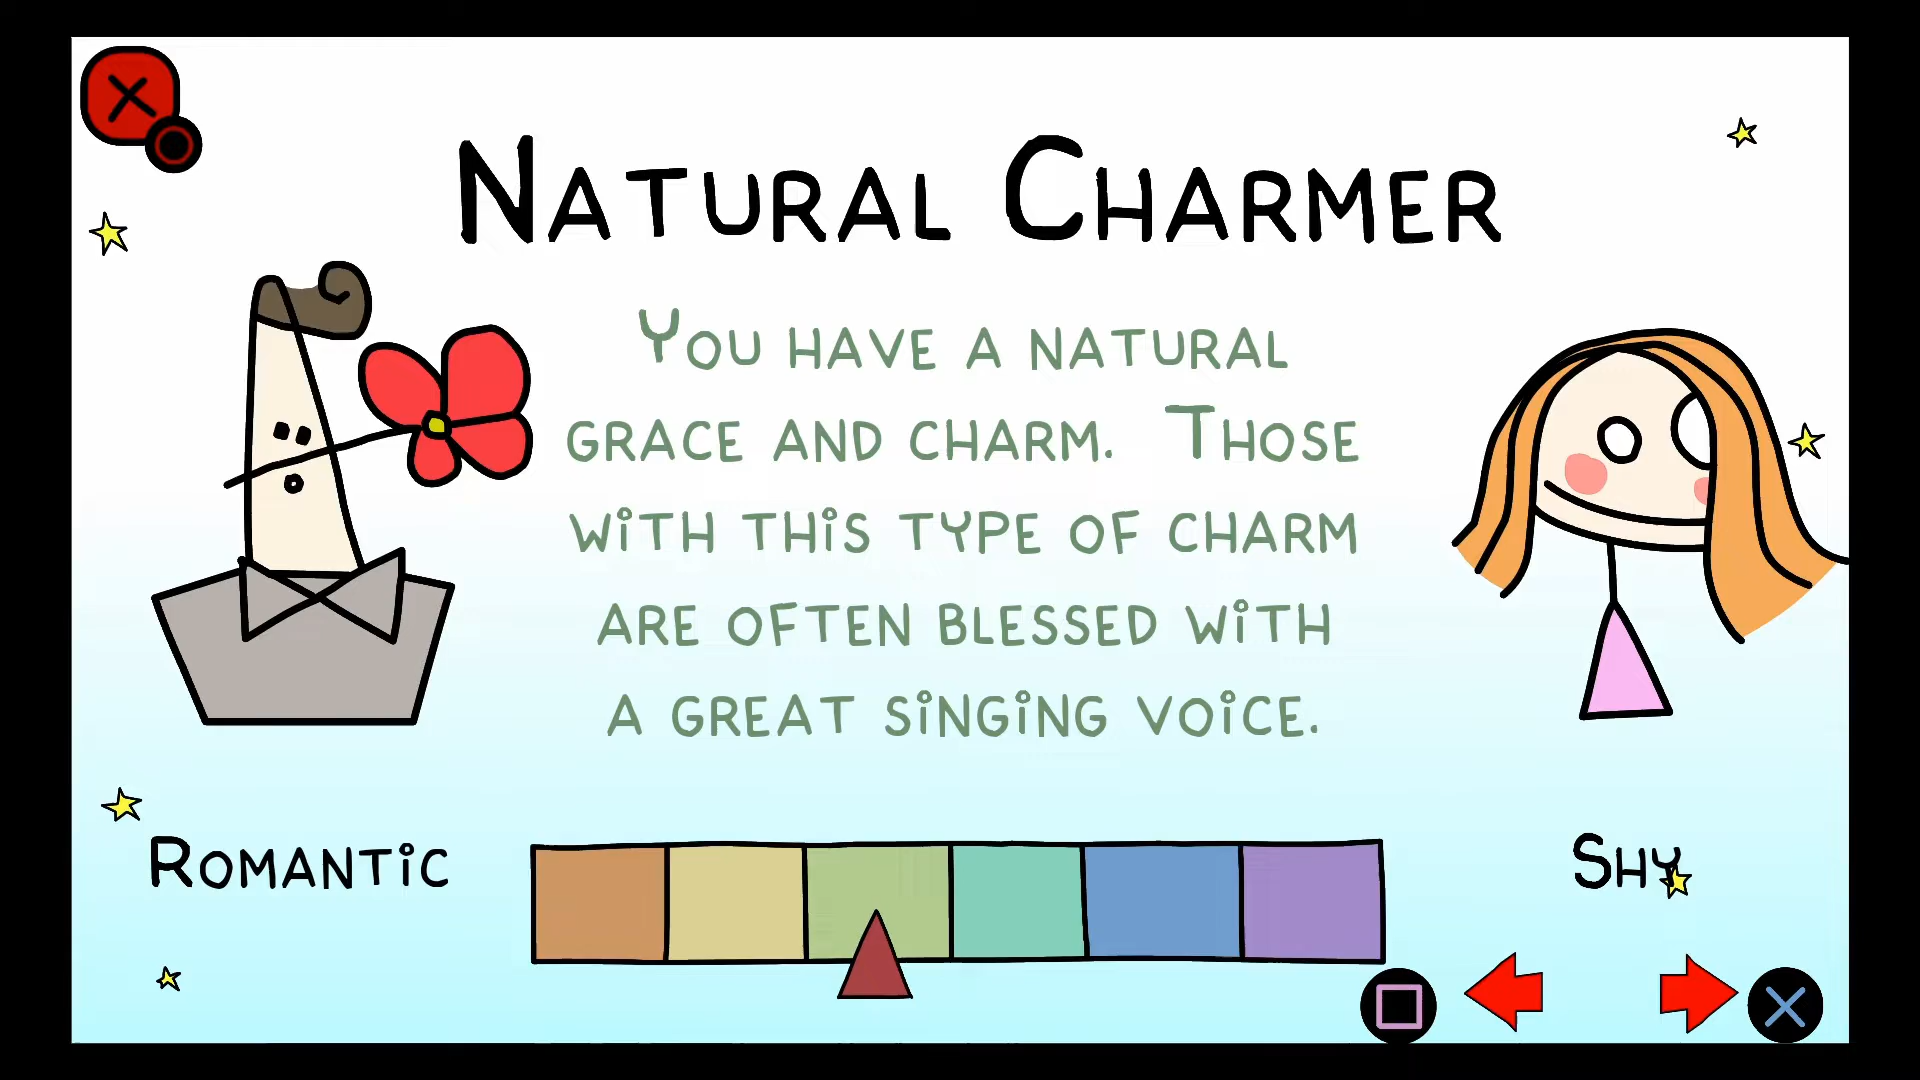 Natural Charmer
You have a natural
grace and charm. Those
with this type of charm
are often blessed with
a great singing voice.
Romantic
Shy